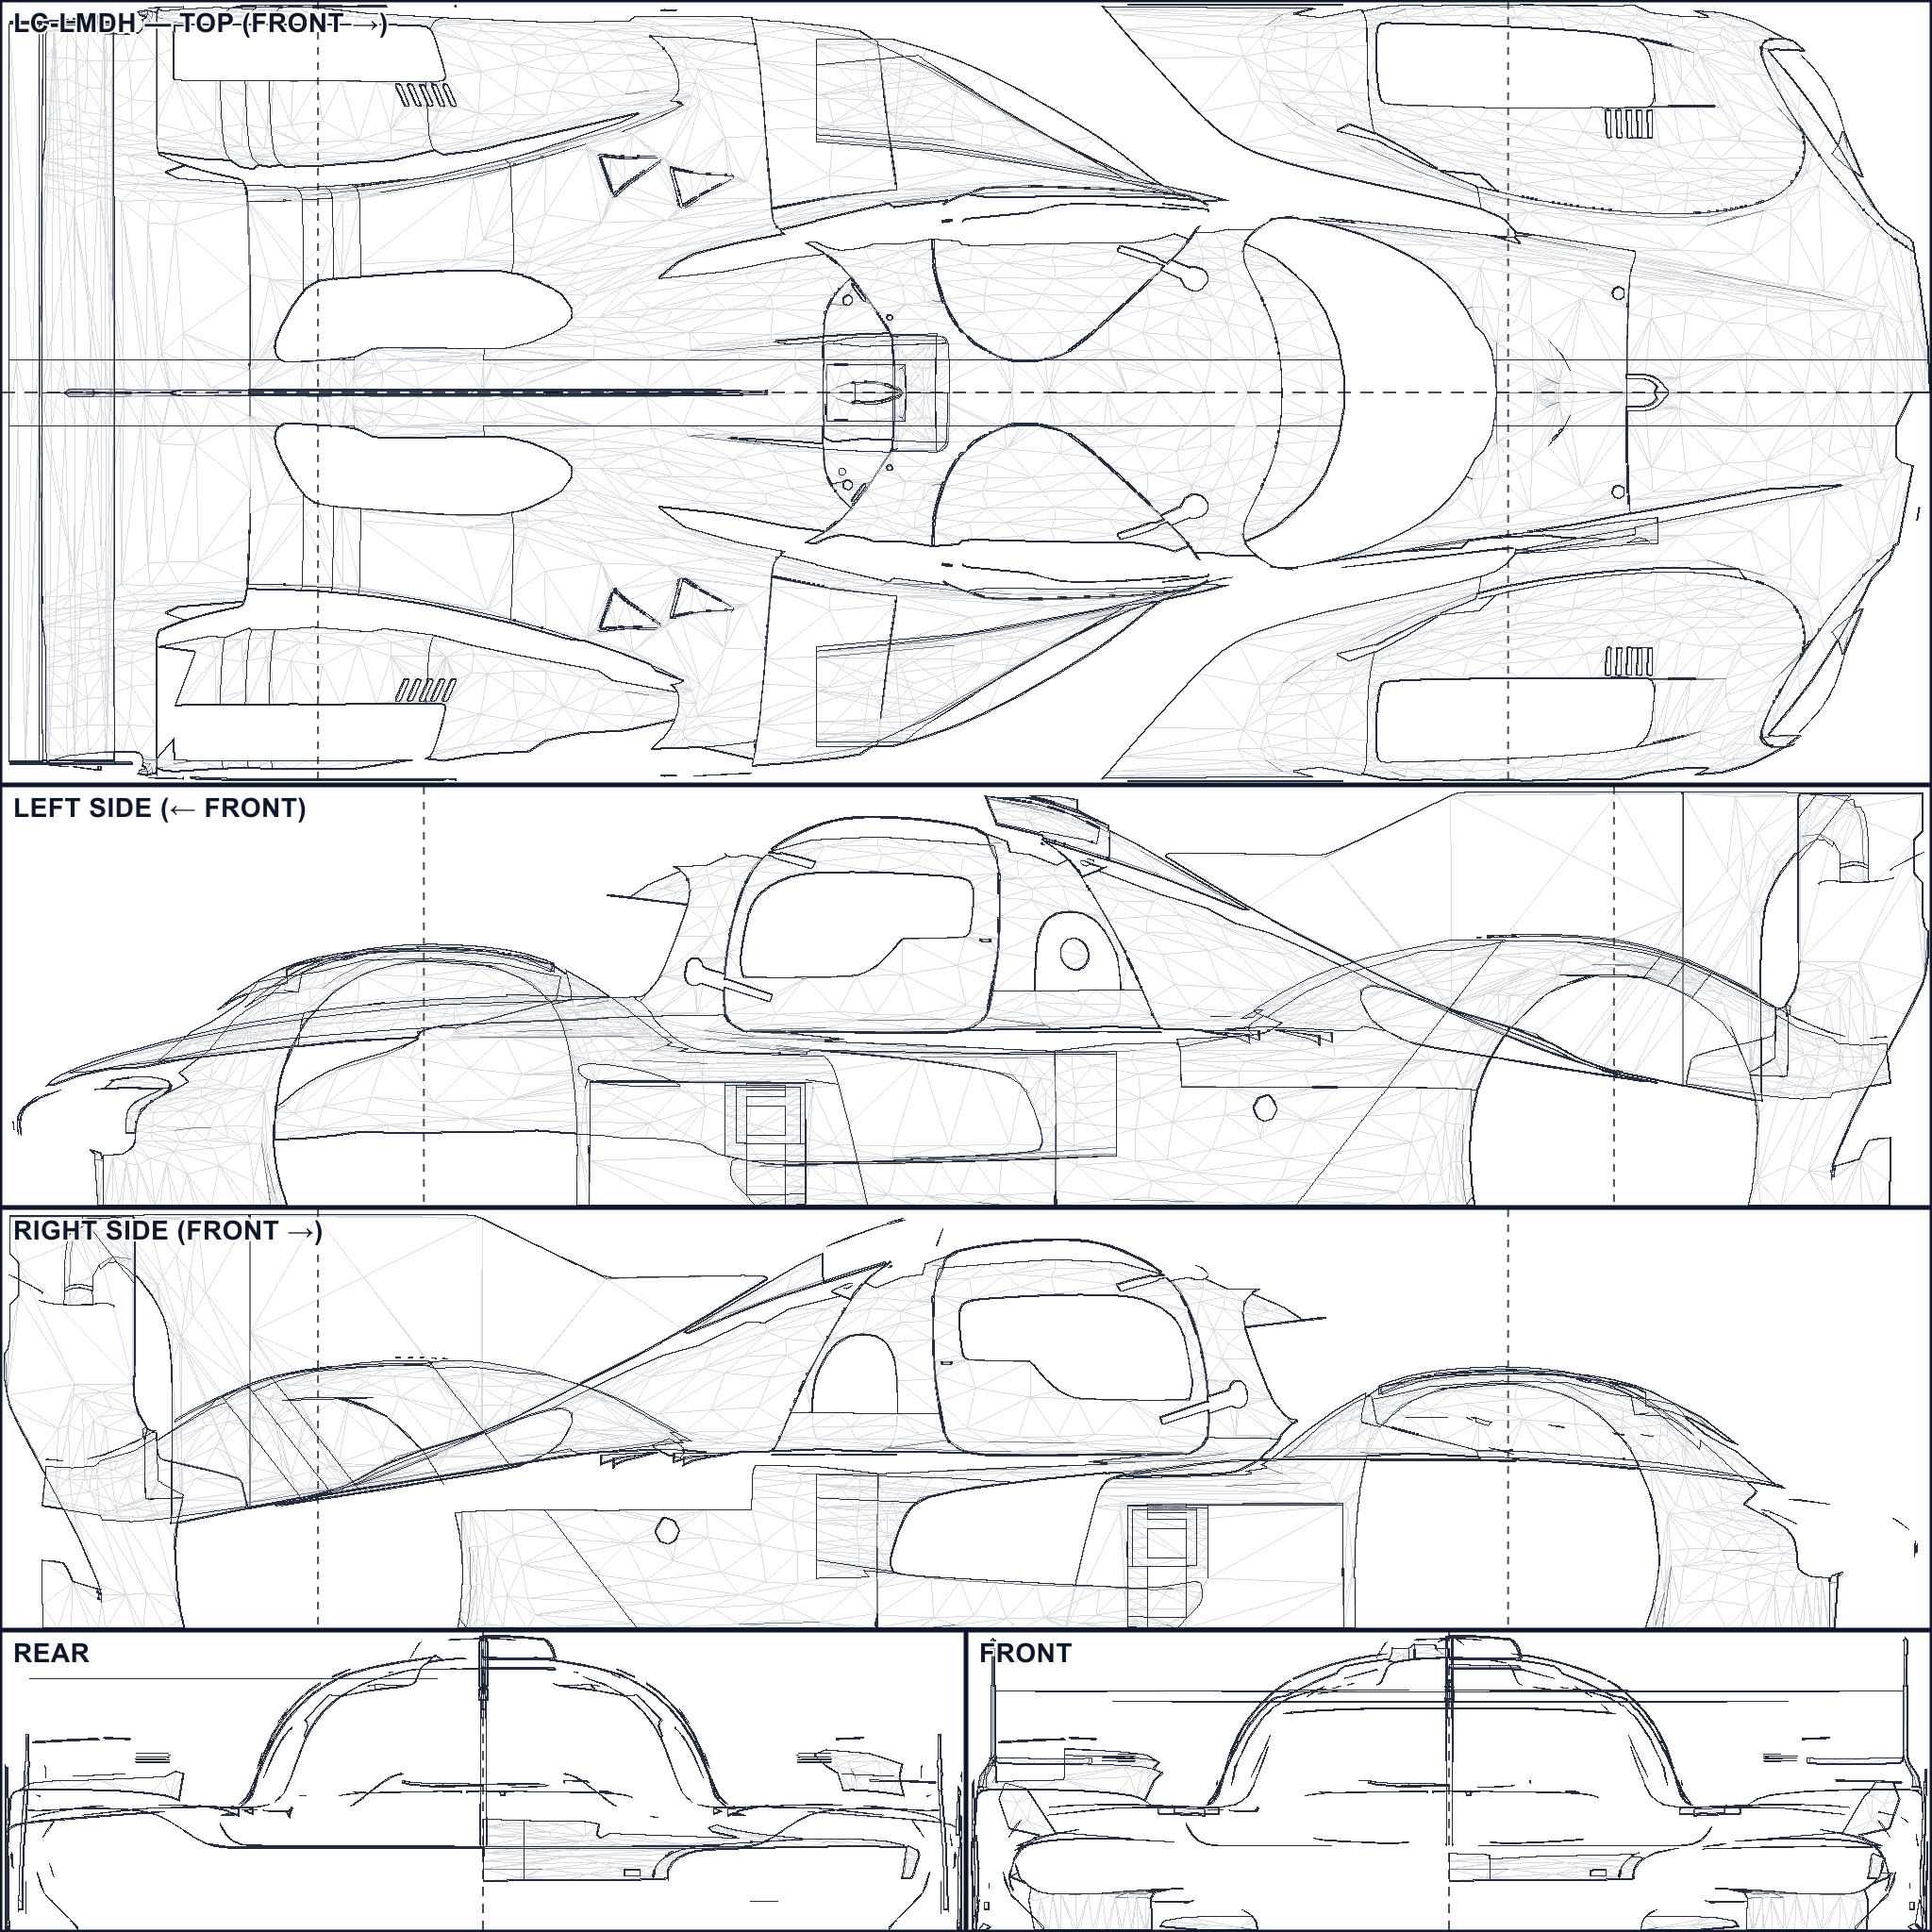 LC-LMDH — TOP (FRONT →)
LEFT SIDE (← FRONT)
RIGHT SIDE (FRONT →)
REAR
FRONT